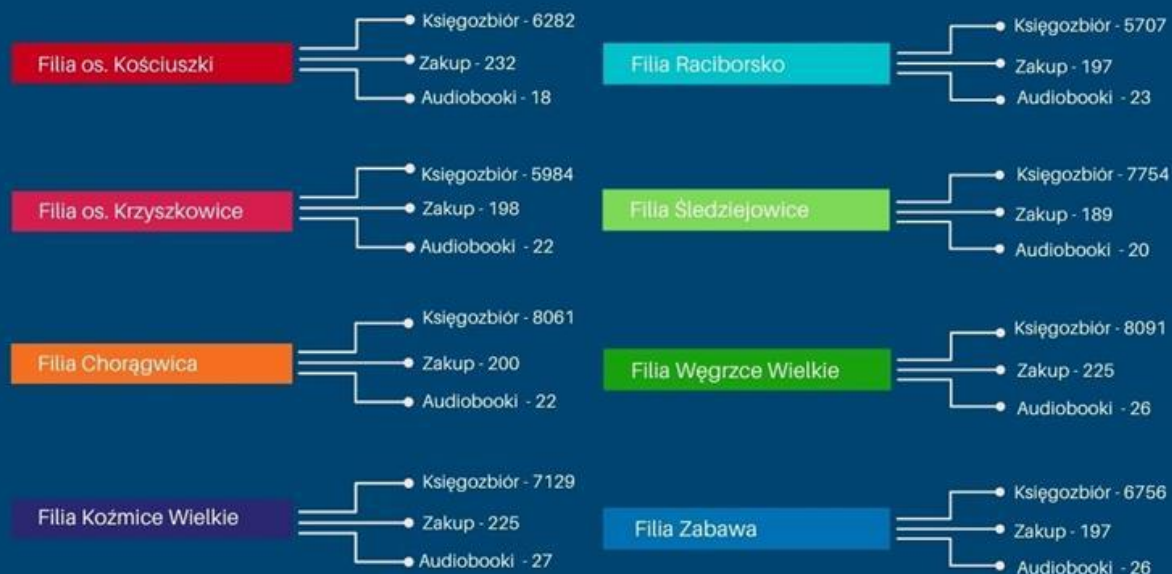 Filia os. Kościuszki
Księgozbiór - 6282
Zakup - 232
Audiobooki - 18
Filia os. Krzyszkowice
Księgozbiór - 5984
Zakup - 198
Audiobooki - 22
Filia Chorągwica
Księgozbiór - 8061
Zakup - 200
Audiobooki - 22
Filia Koźmice Wielkie
Księgozbiór - 7129
Zakup - 225
Audiobooki - 27
Filia Raciborsko
Księgozbiór - 5707
Zakup - 197
Audiobooki - 23
Filia Śledziejowice
Księgozbiór - 7754
Zakup - 189
Audiobooki - 20
Filia Węgrzce Wielkie
Księgozbiór - 8091
Zakup - 225
Audiobooki - 26
Filia Zabawa
Księgozbiór - 6756
Zakup - 197
Audiobooki - 26